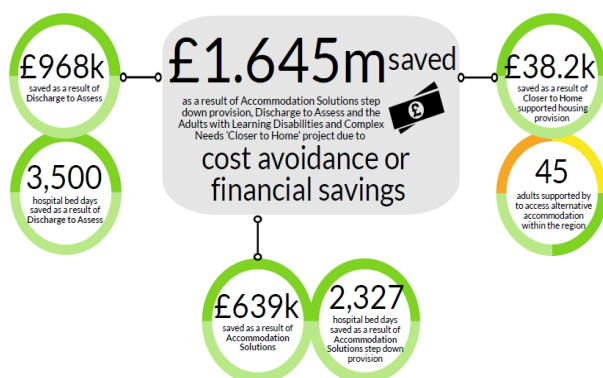 £968k
saved as a result of
Discharge to Assess
3,500
hospital bed days
saved as a result of
Discharge to Assess
£1.645m saved
as a result of Accommodation Solutions step
down provision, Discharge to Assess and the
Adults with Learning Disabilities and Complex
Needs 'Closer to Home' project due to
£
cost avoidance or
financial savings
£38.2k
saved as a result of
Closer to Home
supported housing
provision
45
adults supported by
to access alternative
accommodation
within the region
£639k
saved as a result of
Accommodation
Solutions
2,327
hospital bed days
saved as a result of
Accommodation
Solutions step down
provision